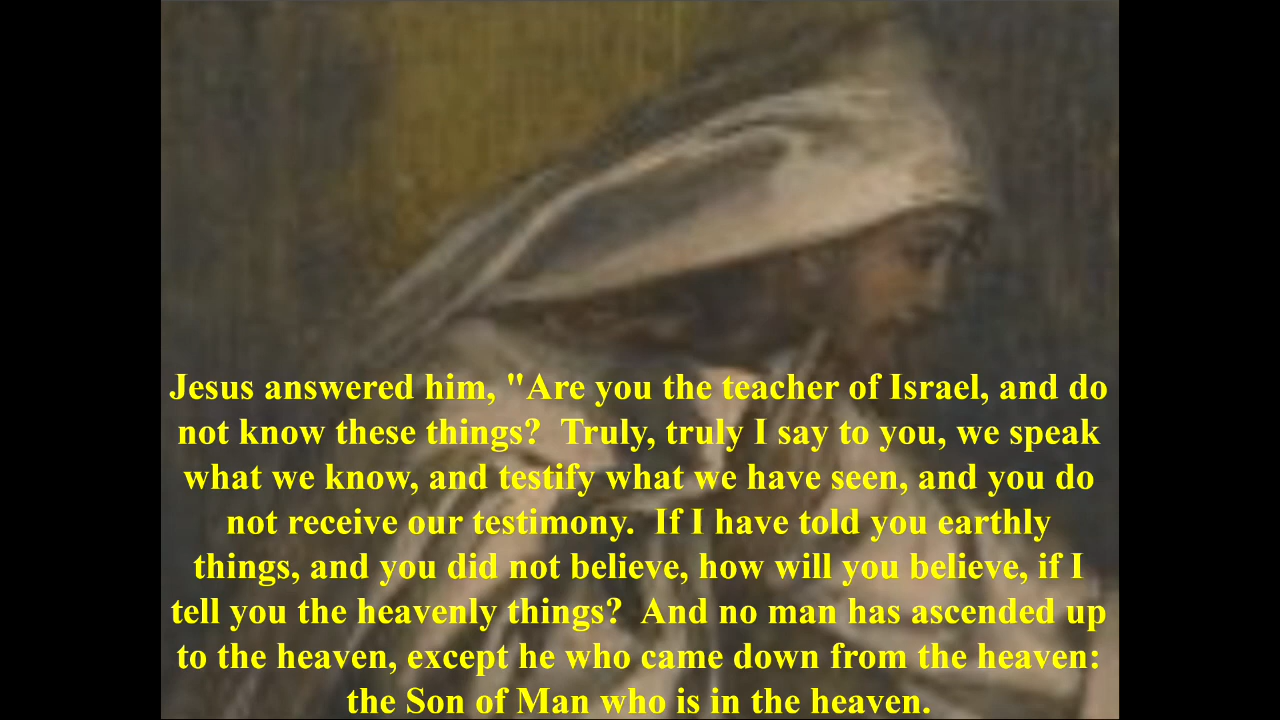 Jesus answered him, "Are you the teacher of Israel, and do
not know these things?  Truly, truly I say to you, we speak
what we know, and testify what we have seen, and you do
not receive our testimony.  If I have told you earthly
things, and you did not believe, how will you believe, if I
tell you the heavenly things?  And no man has ascended up
to the heaven, except he who came down from the heaven:
the Son of Man who is in the heaven.